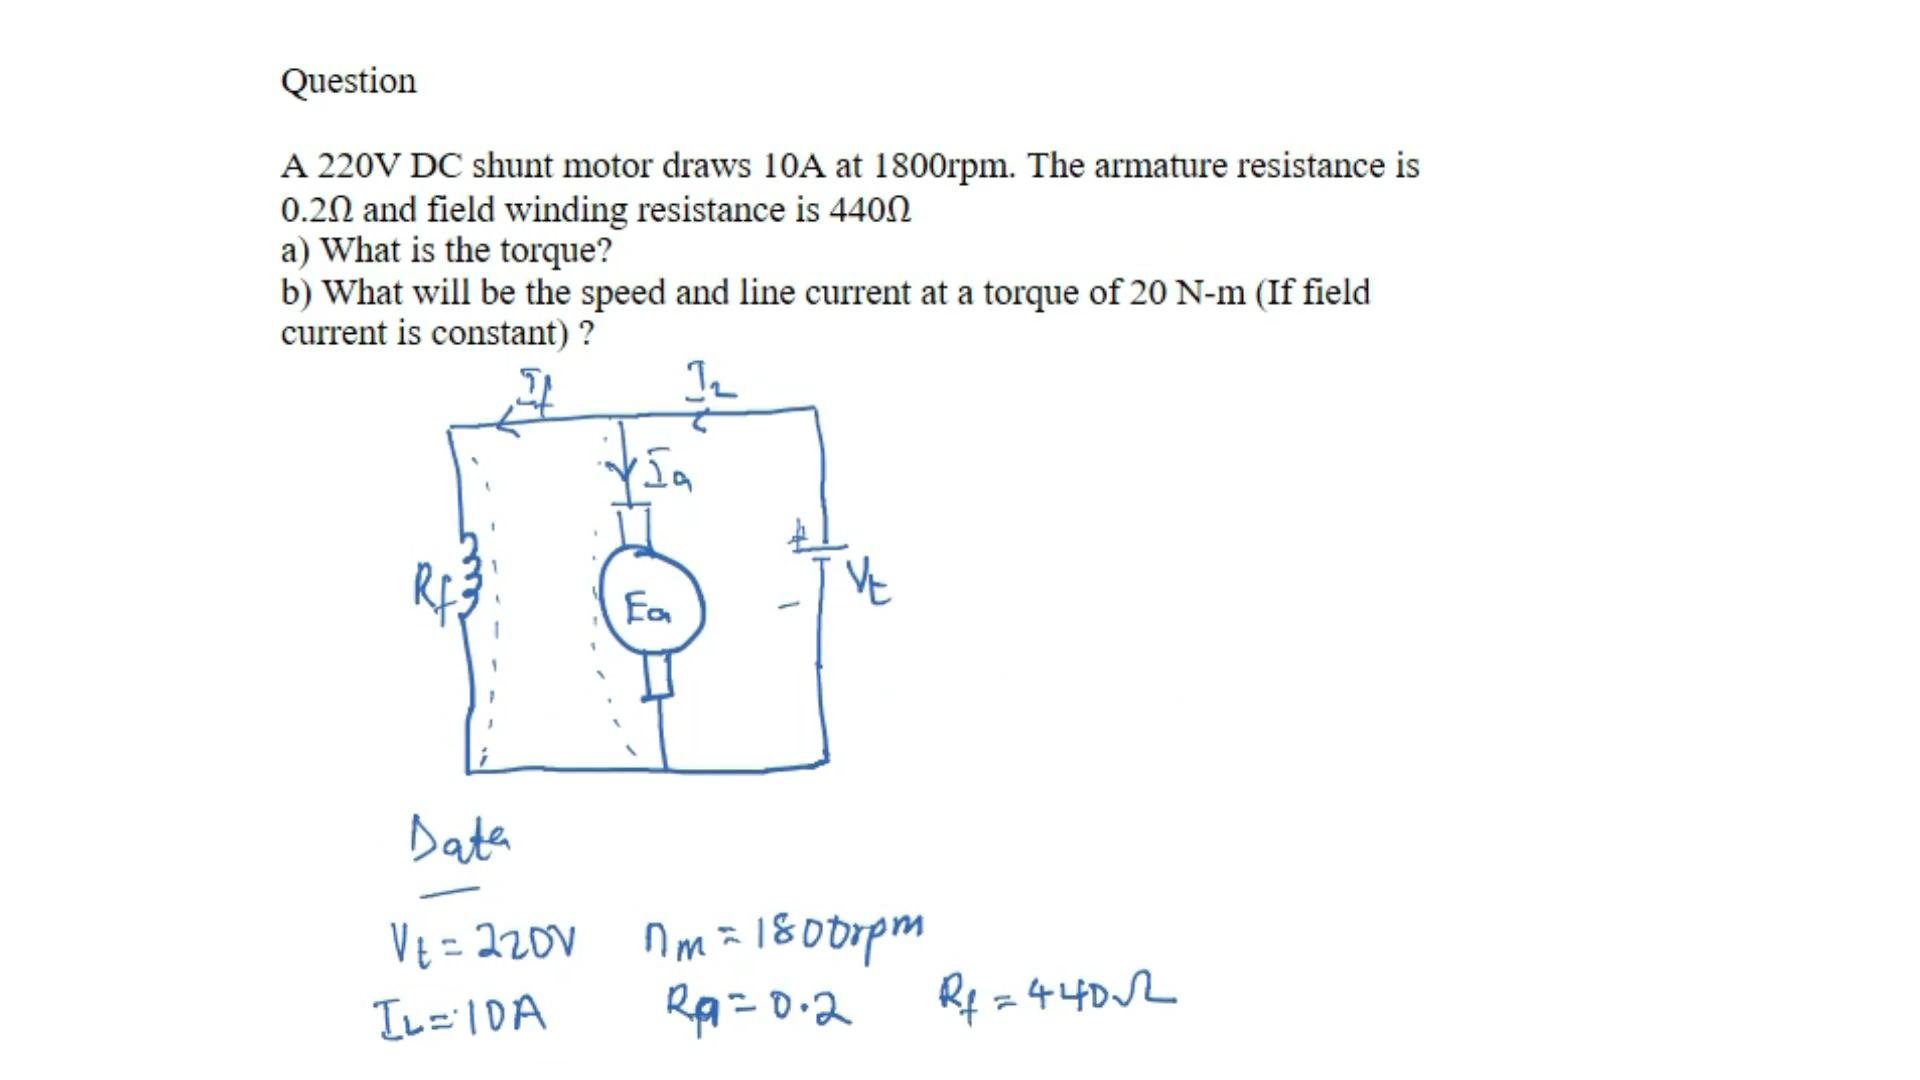 Question
A 220V DC shunt motor draws 10A at 1800rpm. The armature resistance is
0.2Ω and field winding resistance is 440Ω
a) What is the torque?
b) What will be the speed and line current at a torque of 20 N-m (If field
current is constant) ?
If
IL
Ia
+
Rf
Ea
-
Vt
Data
Vt = 220V nm = 1800rpm
IL = 10A Ra = 0.2 Rf = 440Ω